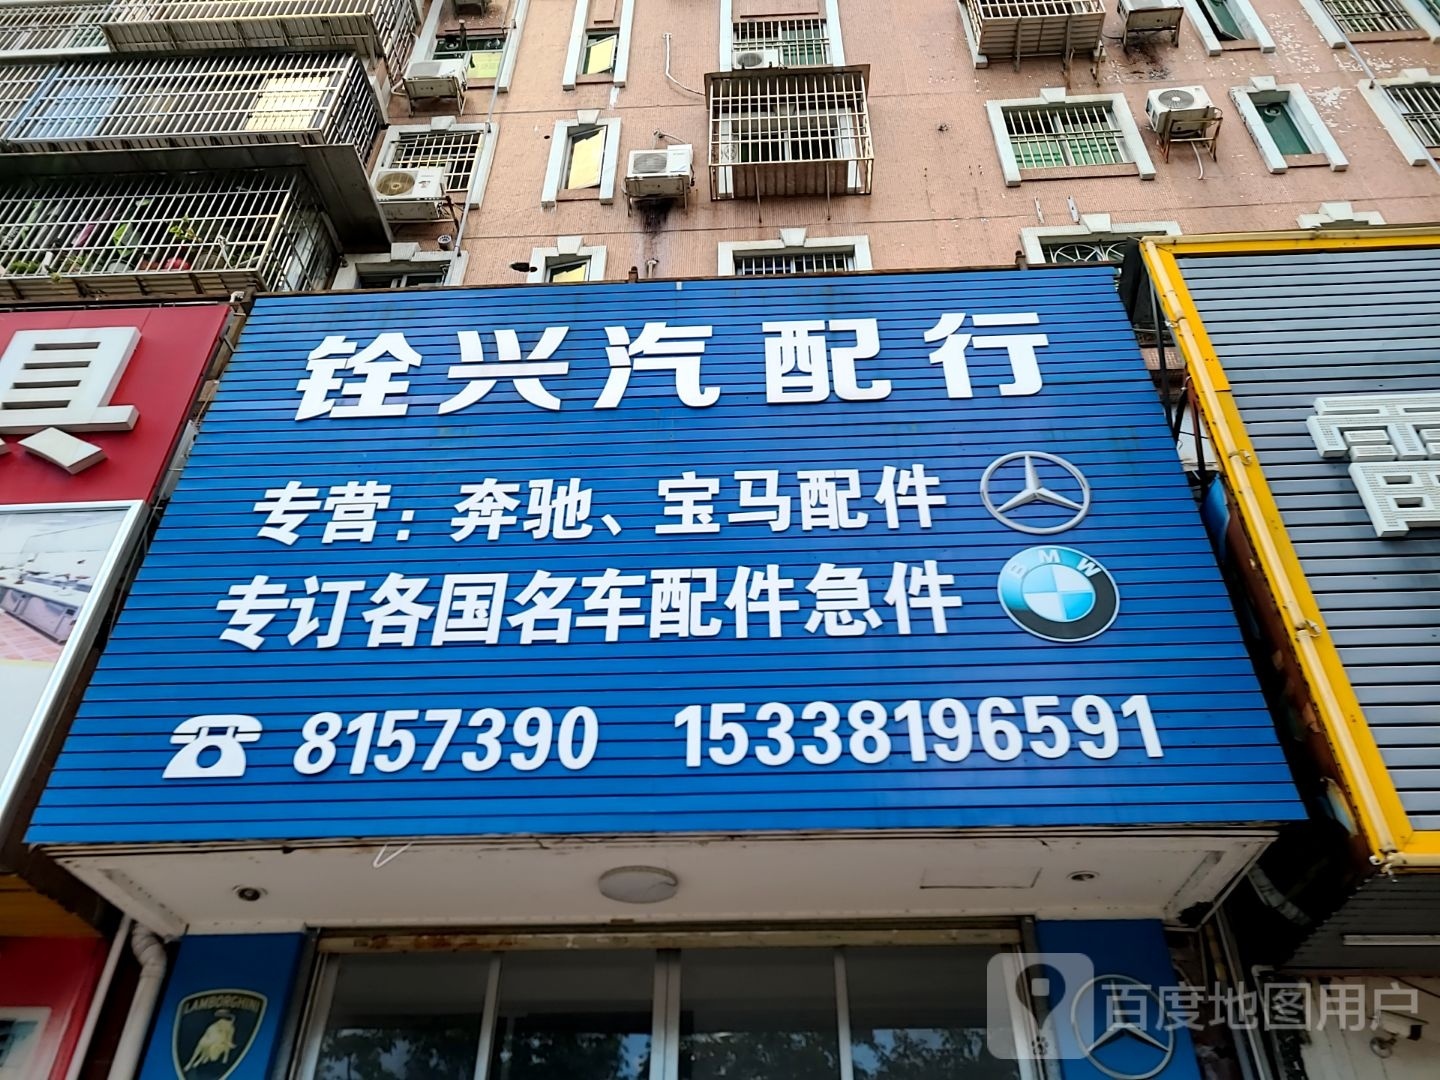 铨兴汽配行
专营：奔驰、宝马配件
专订各国名车配件急件
BMW
8157390 15338196591
具
LAMBORGHINI
百度地图用户